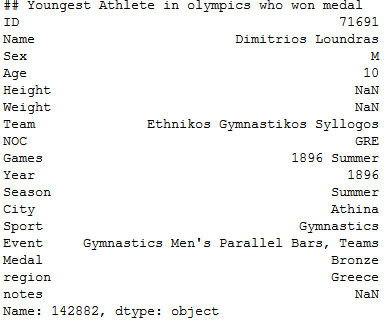 ## Youngest Athlete in olympics who won medal
ID 71691
Name Dimitrios Loundras
Sex M
Age 10
Height NaN
Weight NaN
Team Ethnikos Gymnastikos Syllogos
NOC GRE
Games 1896 Summer
Year 1896
Season Summer
City Athina
Sport Gymnastics
Event Gymnastics Men's Parallel Bars, Teams
Medal Bronze
region Greece
notes NaN
Name: 142882, dtype: object